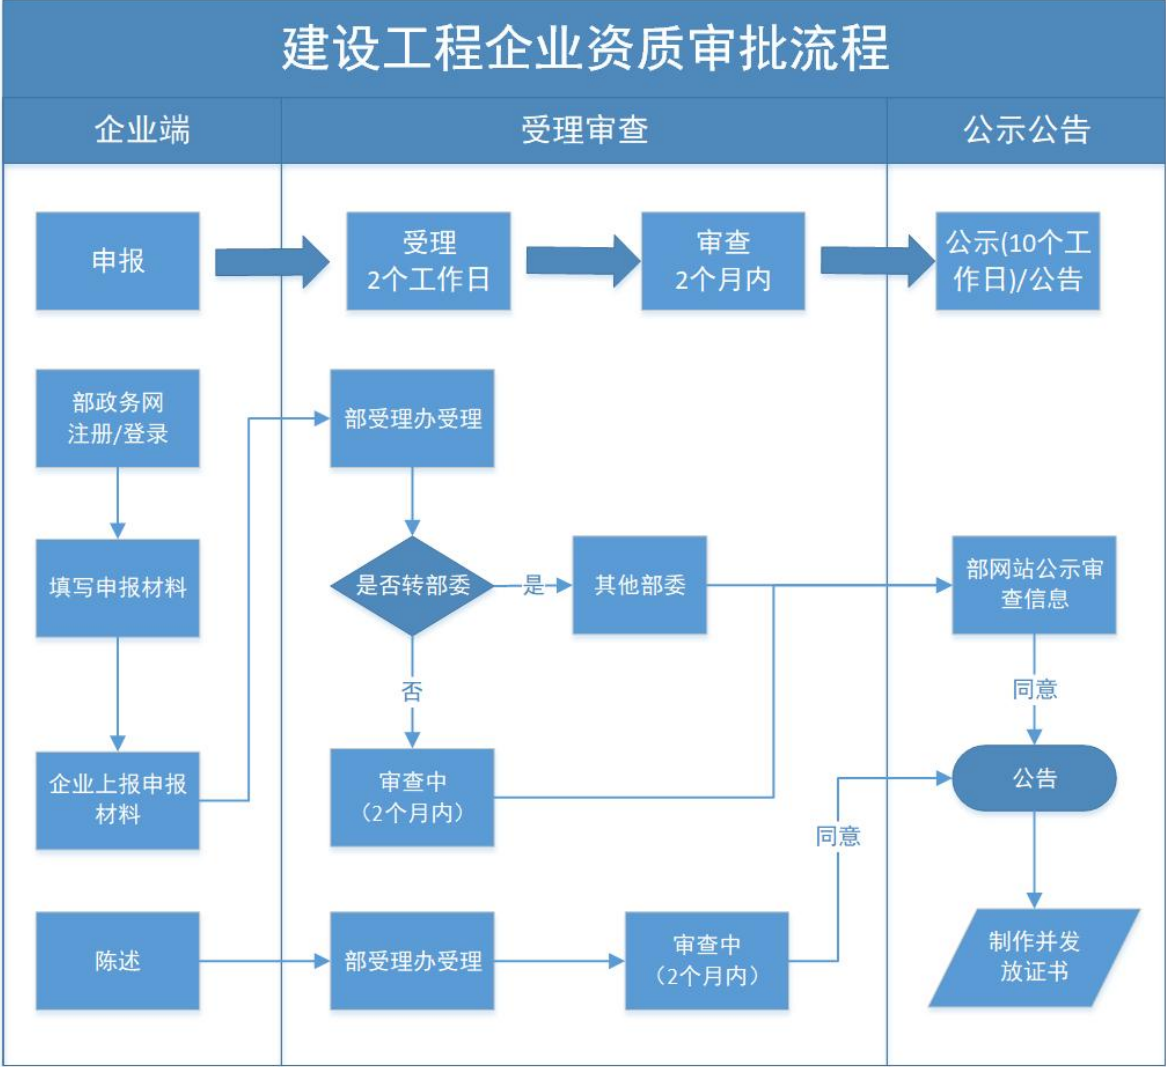 建设工程企业资质审批流程
企业端
受理审查
公示公告
申报
受理
2个工作日
审查
2个月内
公示(10个工
作日)/公告
部政务网
注册/登录
部受理办受理
填写申报材料
是否转部委
是
其他部委
部网站公示审
查信息
否
同意
企业上报申报
材料
审查中
（2个月内）
公告
同意
陈述
部受理办受理
审查中
（2个月内）
制作并发
放证书